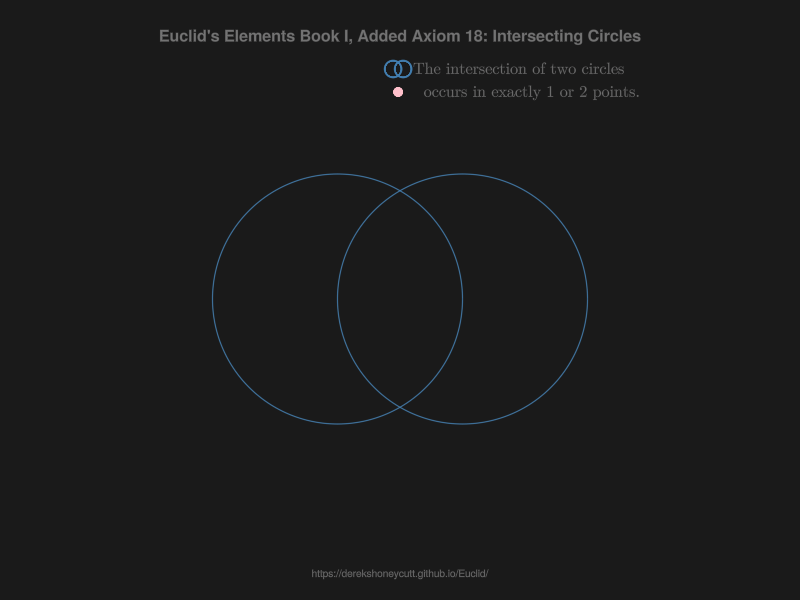 Euclid's Elements Book I, Added Axiom 18: Intersecting Circles
The intersection of two circles
occurs in exactly 1 or 2 points.
https://derekshoneycutt.github.io/Euclid/